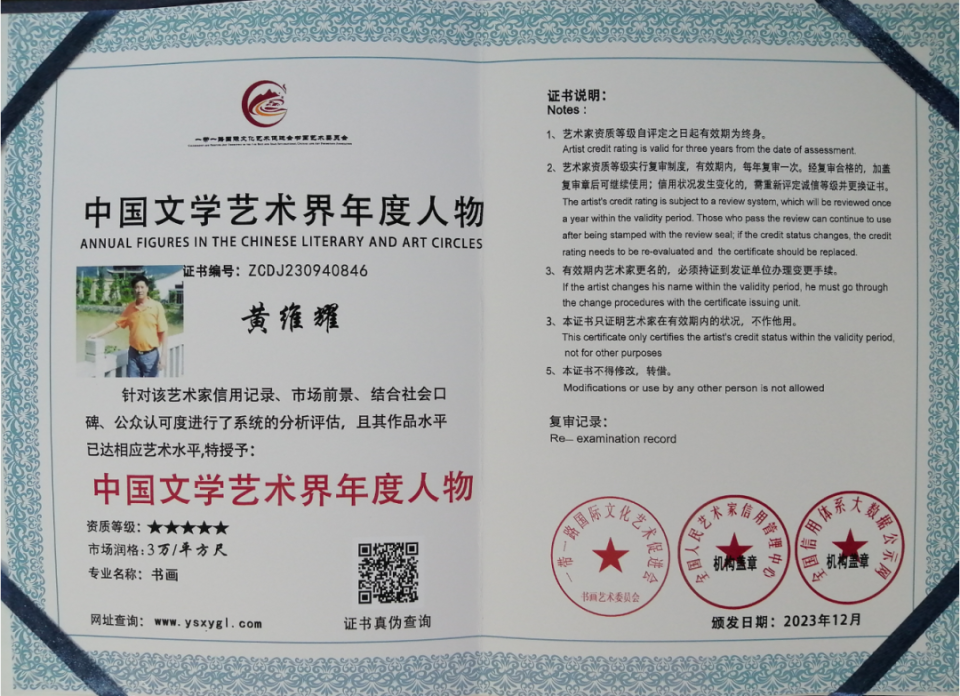 一带一路国际文化艺术促进会书画艺术委员会
中国文学艺术界年度人物
ANNUAL FIGURES IN THE CHINESE LITERARY AND ART CIRCLES
证书编号：ZCDJ230940846
黄维耀
针对该艺术家信用记录、市场前景、结合社会口
碑、公众认可度进行了系统的分析评估，且其作品水平
已达相应艺术水平,特授予：
中国文学艺术界年度人物
资质等级：★★★★★
市场润格：3万/平方尺
专业名称：书画
网址查询： www.ysxygl.com
证书真伪查询
证书说明：
Notes :
1、艺术家资质等级自评定之日起有效期为终身。
Artist credit rating is valid for three years from the date of assessment.
2、艺术家资质等级实行复审制度，有效期内，每年复审一次。经复审合格的，加盖
复审章后可继续使用；信用状况发生变化的，需重新评定诚信等级并更换证书。
The artist's credit rating is subject to a review system, which will be reviewed once
a year within the validity period. Those who pass the review can continue to use
after being stamped with the review seal; if the credit status changes, the credit
rating needs to be re-evaluated and the certificate should be replaced.
3、有效期内艺术家更名的，必须持证到发证单位办理变更手续。
If the artist changes his name within the validity period, he must go through
the change procedures with the certificate issuing unit.
3、本证书只证明艺术家在有效期内的状况，不作他用。
This certificate only certifies the artist's credit status within the validity period,
not for other purposes
5、本证书不得修改，转借。
Modifications or use by any other person is not allowed
复审记录：
Re— examination record
一带一路国际文化艺术促进会
书画艺术委员会
全国人民艺术家信用管理中心
机构盖章
全国信用体系大数据公示网
机构盖章
颁发日期：2023年12月